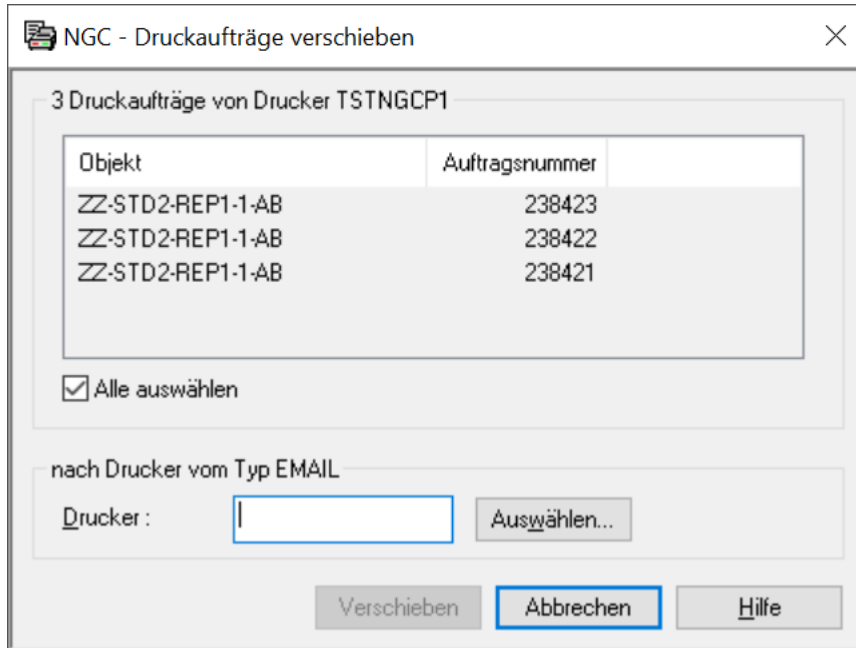 NGC - Druckaufträge verschieben
3 Druckaufträge von Drucker TSTNGCP1
Objekt Auftragsnummer
ZZ-STD2-REP1-1-AB 238423
ZZ-STD2-REP1-1-AB 238422
ZZ-STD2-REP1-1-AB 238421
Alle auswählen
nach Drucker vom Typ EMAIL
Drucker :
Auswählen...
Verschieben Abbrechen Hilfe